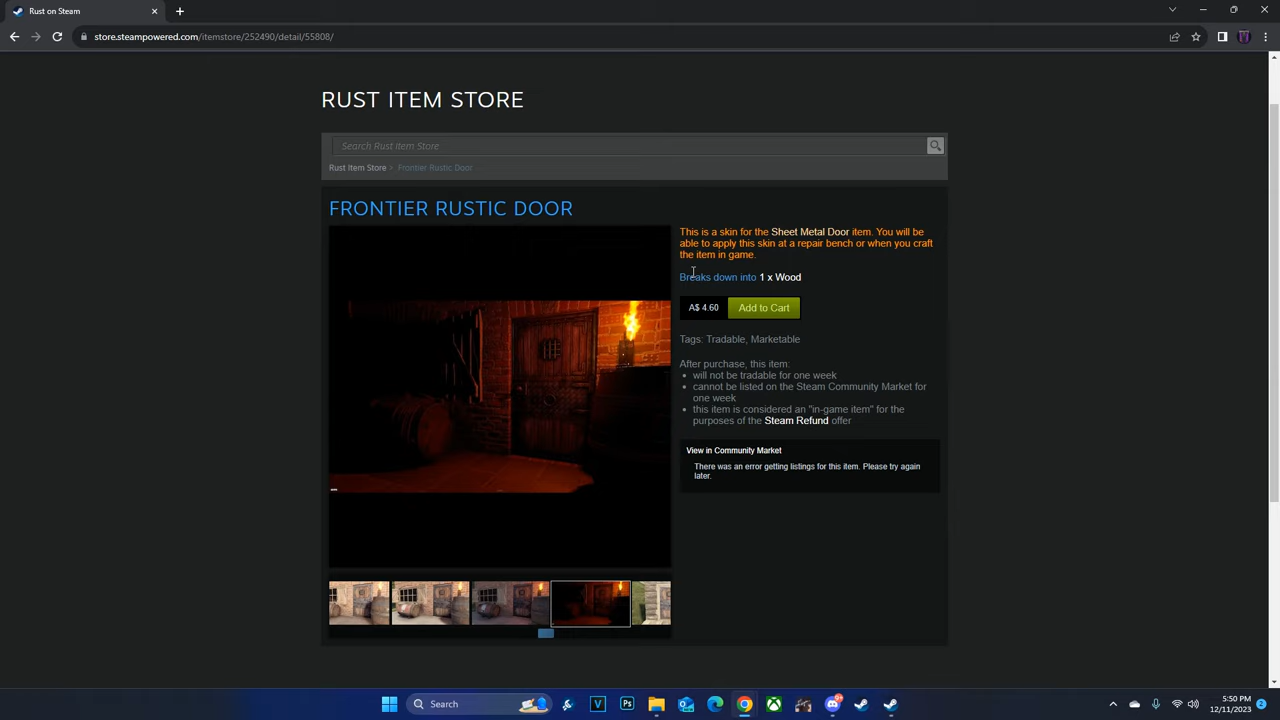 Rust on Steam
store.steampowered.com/itemstore/252490/detail/55808/
RUST ITEM STORE
Search Rust Item Store
Rust Item Store > Frontier Rustic Door
FRONTIER RUSTIC DOOR
This is a skin for the Sheet Metal Door item. You will be
able to apply this skin at a repair bench or when you craft
the item in game.
Breaks down into 1 x Wood
A$ 4.60
Add to Cart
Tags: Tradable, Marketable
After purchase, this item:
• will not be tradable for one week
• cannot be listed on the Steam Community Market for
one week
• this item is considered an "in-game item" for the
purposes of the Steam Refund offer
View in Community Market
There was an error getting listings for this item. Please try again
later.
Search
5:50 PM
12/11/2023